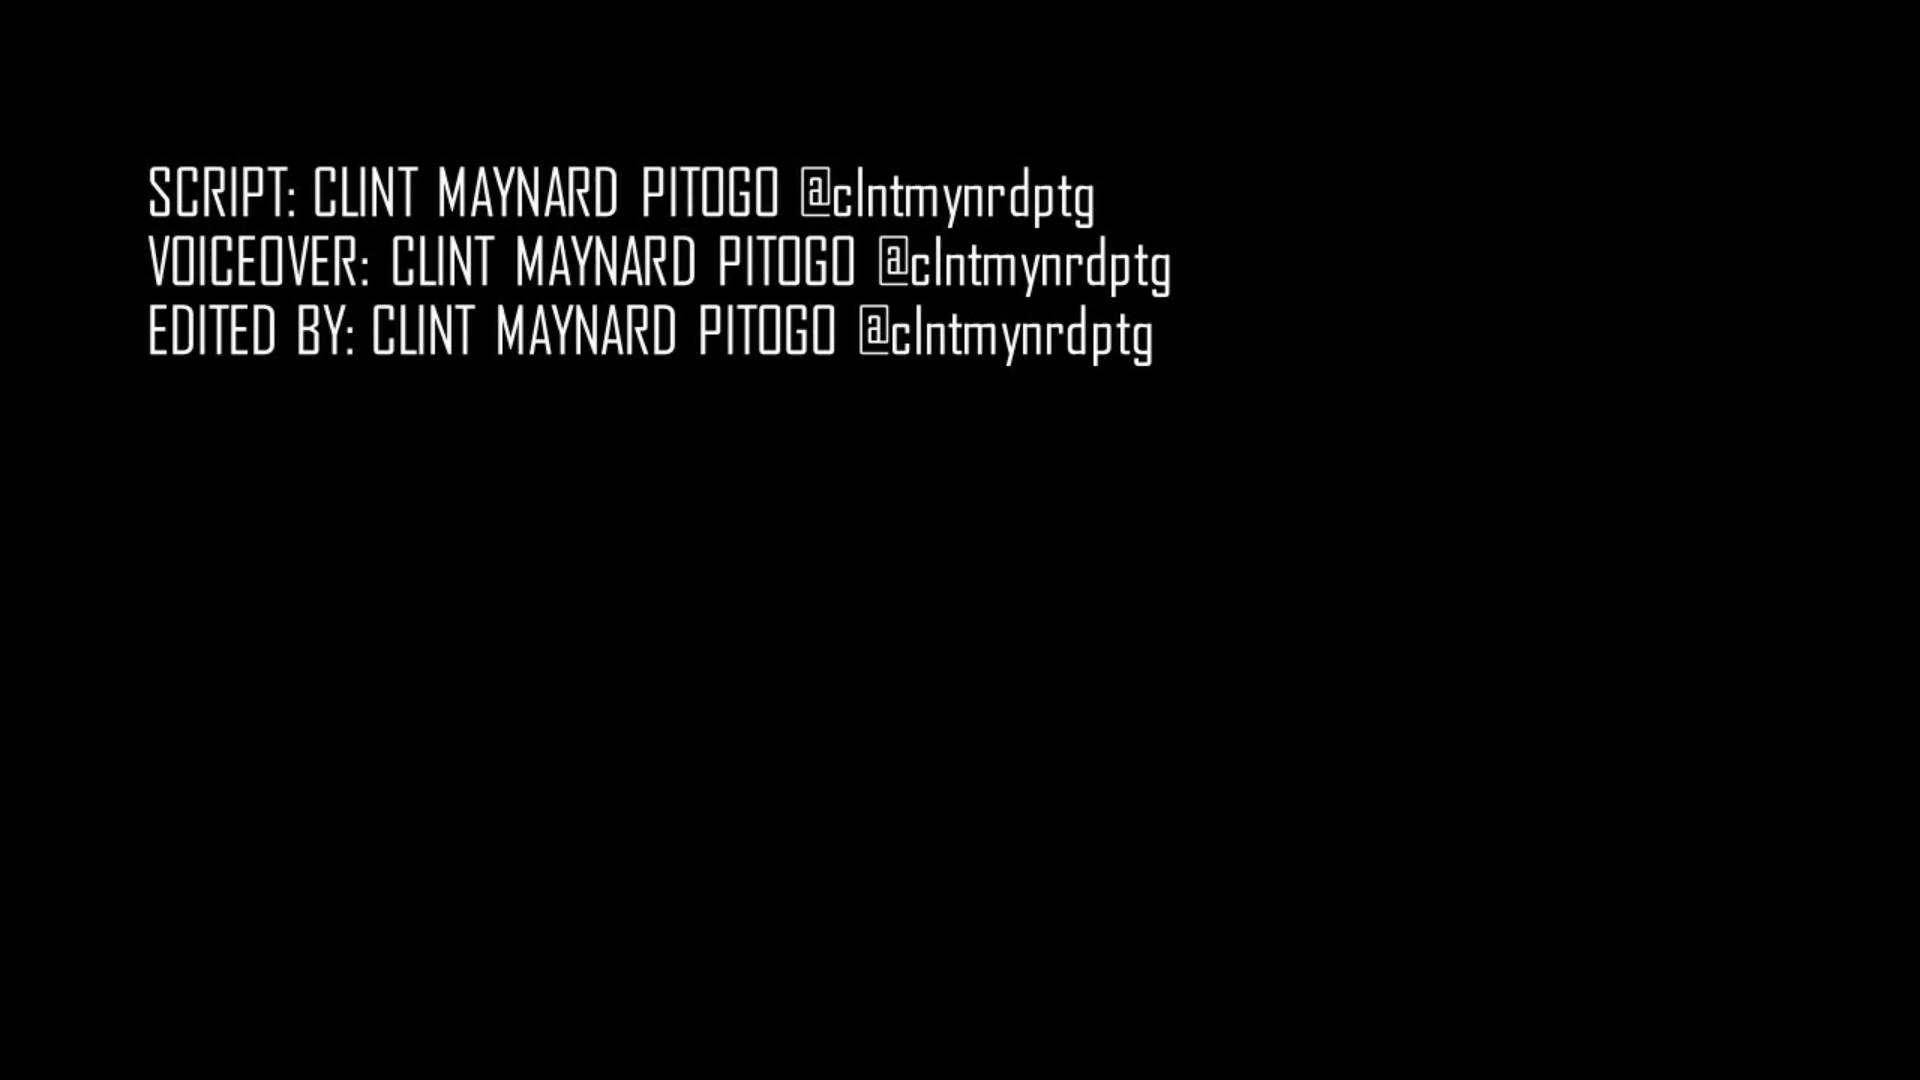 SCRIPT: CLINT MAYNARD PITOGO @clntmynrdptg
VOICEOVER: CLINT MAYNARD PITOGO @clntmynrdptg
EDITED BY: CLINT MAYNARD PITOGO @clntmynrdptg